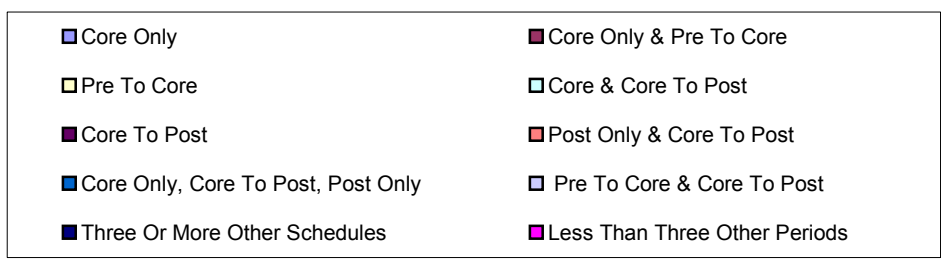 Core Only
Core Only & Pre To Core
Pre To Core
Core & Core To Post
Core To Post
Post Only & Core To Post
Core Only, Core To Post, Post Only
Pre To Core & Core To Post
Three Or More Other Schedules
Less Than Three Other Periods